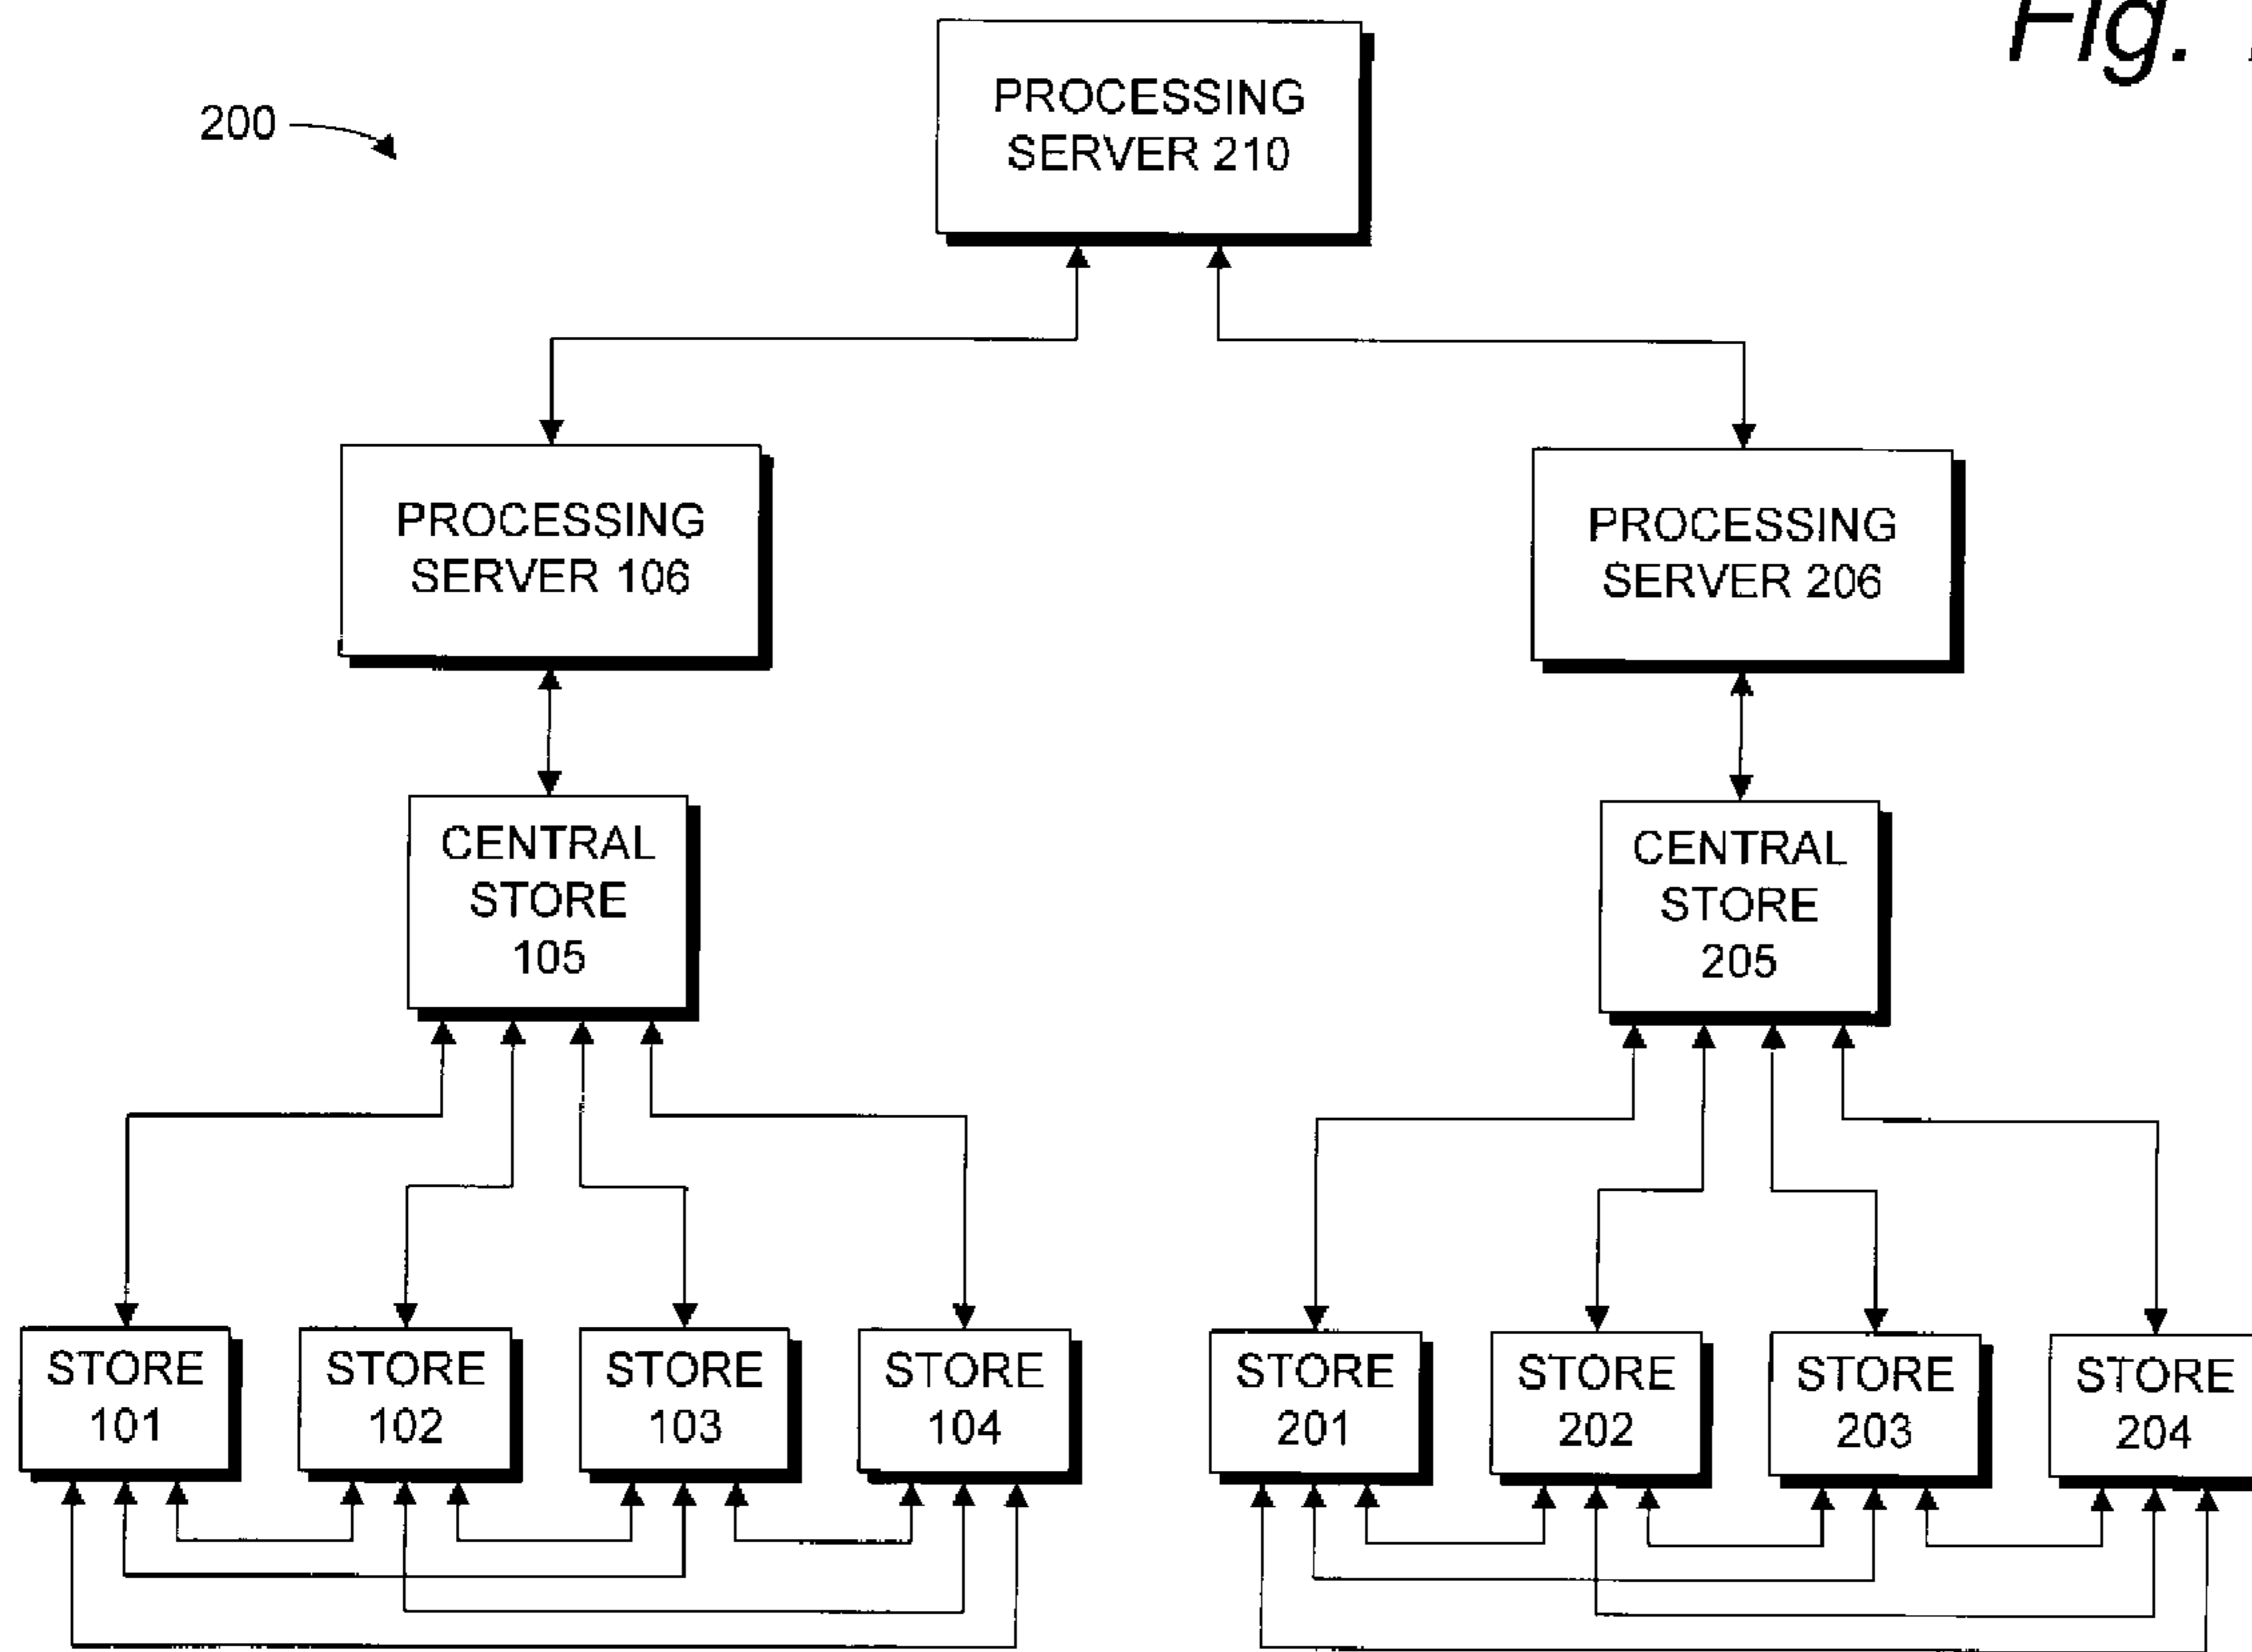 Fig.
200
PROCESSING
SERVER 210
PROCESSING
SERVER 106
PROCESSING
SERVER 206
CENTRAL
STORE
105
CENTRAL
STORE
205
STORE
101
STORE
102
STORE
103
STORE
104
STORE
201
STORE
202
STORE
203
STORE
204